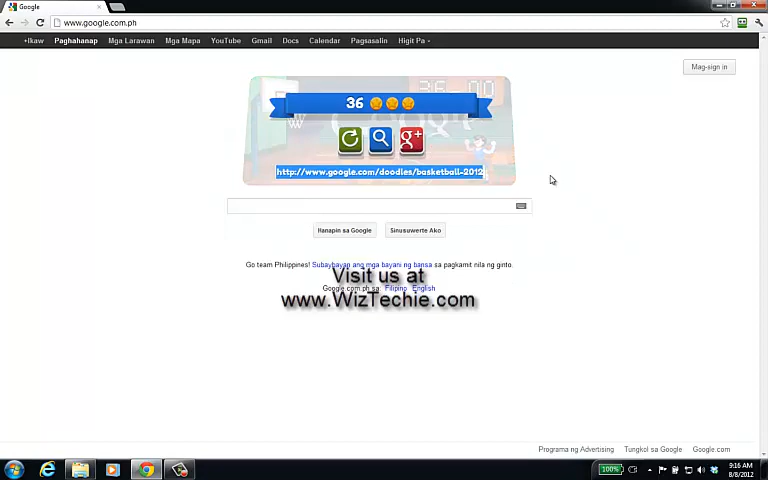 Google
www.google.com.ph
+Ikaw Paghahanap Mga Larawan Mga Mapa YouTube Gmail Docs Calendar Pagsasalin Higit Pa
Mag-sign in
36 00
36
g+
http://www.google.com/doodles/basketball-2012
Hanapin sa Google Sinusuwerte Ako
Go team Philippines! Subaybayan ang mga bayani ng bansa sa pagkamit nila ng ginto.
Visit us at
Google.com.ph sa: Filipino English
www.WizTechie.com
Programa ng Advertising Tungkol sa Google Google.com
100%
9:16 AM
8/8/2012